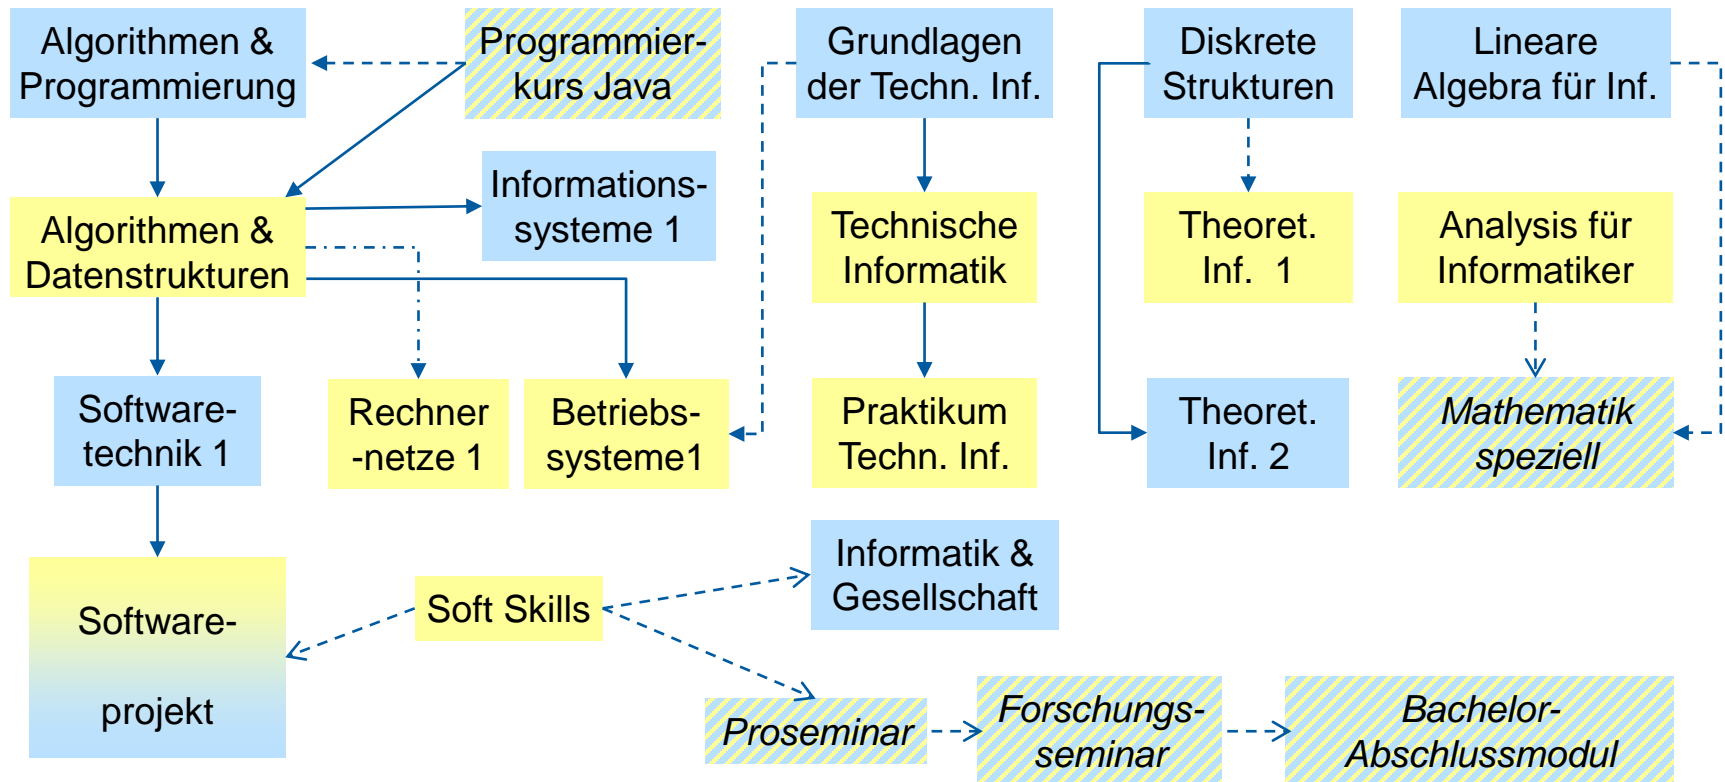 Algorithmen &
Programmierung
Programmier-
kurs Java
Grundlagen
der Techn. Inf.
Diskrete
Strukturen
Lineare
Algebra für Inf.
Algorithmen &
Datenstrukturen
Informations-
systeme 1
Technische
Informatik
Theoret.
Inf.  1
Analysis für
Informatiker
Software-
technik 1
Rechner
-netze 1
Betriebs-
systeme1
Praktikum
Techn. Inf.
Theoret.
Inf. 2
Mathematik
speziell
Software-
projekt
Soft Skills
Informatik &
Gesellschaft
Proseminar
Forschungs-
seminar
Bachelor-
Abschlussmodul